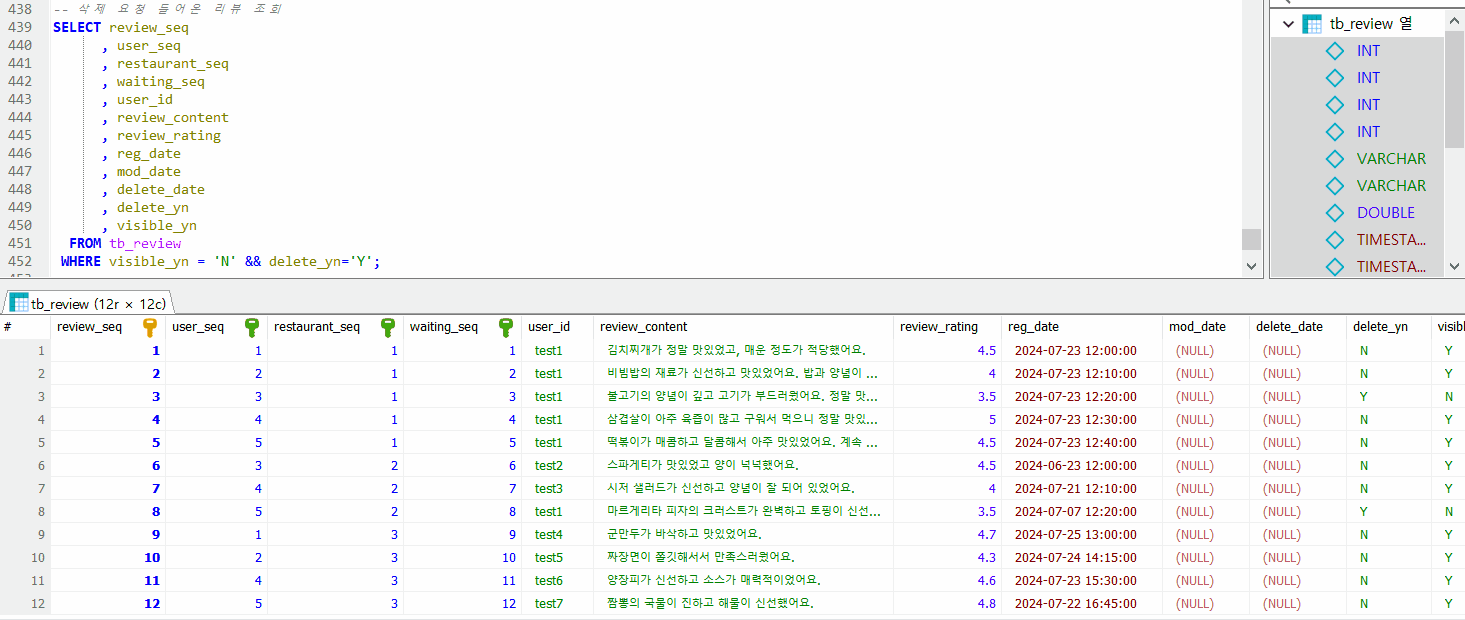 438 -- 삭제 요청 들어온 리뷰 조회
439 SELECT review_seq
440 , user_seq
441 , restaurant_seq
442 , waiting_seq
443 , user_id
444 , review_content
445 , review_rating
446 , reg_date
447 , mod_date
448 , delete_date
449 , delete_yn
450 , visible_yn
451 FROM tb_review
452 WHERE visible_yn = 'N' && delete_yn='Y';
tb_review 열
INT
INT
INT
INT
VARCHAR
VARCHAR
DOUBLE
TIMESTA...
TIMESTA...
tb_review (12r × 12c)
# review_seq user_seq restaurant_seq waiting_seq user_id review_content review_rating reg_date mod_date delete_date delete_yn visibl
1 1 1 1 1 test1 김치찌개가 정말 맛있었고, 매운 정도가 적당했어요. 4.5 2024-07-23 12:00:00 (NULL) (NULL) N Y
2 2 2 1 2 test1 비빔밥의 재료가 신선하고 맛있었어요. 밥과 양념이 ... 4 2024-07-23 12:10:00 (NULL) (NULL) N Y
3 3 3 1 3 test1 불고기의 양념이 깊고 고기가 부드러웠어요. 정말 맛... 3.5 2024-07-23 12:20:00 (NULL) (NULL) Y N
4 4 4 1 4 test1 삼겹살이 아주 육즙이 많고 구워서 먹으니 정말 맛있... 5 2024-07-23 12:30:00 (NULL) (NULL) N Y
5 5 5 1 5 test1 떡볶이가 매콤하고 달콤해서 아주 맛있었어요. 계속 ... 4.5 2024-07-23 12:40:00 (NULL) (NULL) N Y
6 6 3 2 6 test2 스파게티가 맛있었고 양이 넉넉했어요. 4.5 2024-06-23 12:00:00 (NULL) (NULL) N Y
7 7 4 2 7 test3 시저 샐러드가 신선하고 양념이 잘 되어 있었어요. 4 2024-07-21 12:10:00 (NULL) (NULL) N Y
8 8 5 2 8 test1 마르게리타 피자의 크러스트가 완벽하고 토핑이 신선... 3.5 2024-07-07 12:20:00 (NULL) (NULL) Y N
9 9 1 3 9 test4 군만두가 바삭하고 맛있었어요. 4.7 2024-07-25 13:00:00 (NULL) (NULL) N Y
10 10 2 3 10 test5 짜장면이 쫄깃해서서 만족스러웠어요. 4.3 2024-07-24 14:15:00 (NULL) (NULL) N Y
11 11 4 3 11 test6 양장피가 신선하고 소스가 매력적이었어요. 4.6 2024-07-23 15:30:00 (NULL) (NULL) N Y
12 12 5 3 12 test7 짬뽕의 국물이 진하고 해물이 신선했어요. 4.8 2024-07-22 16:45:00 (NULL) (NULL) N Y